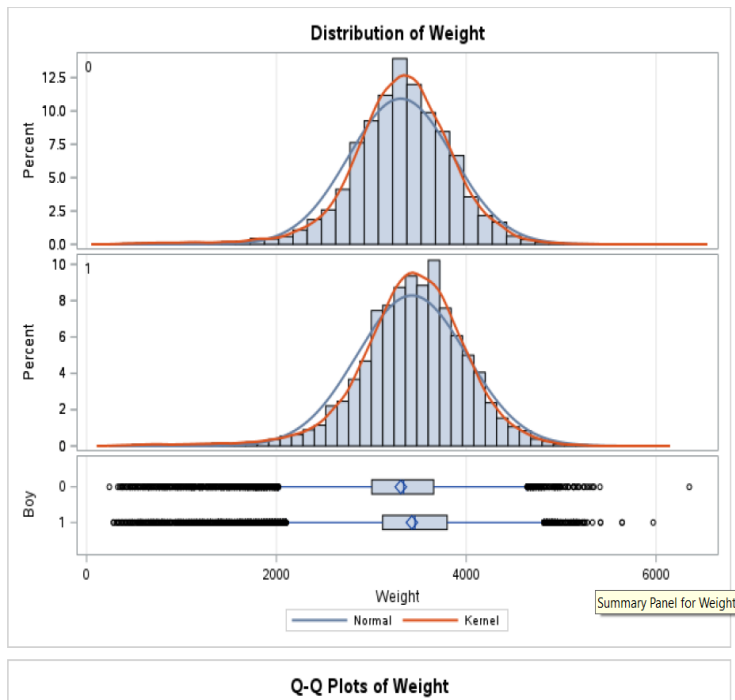 Distribution of Weight
0
12.5
10.0
7.5
5.0
2.5
0.0
Percent
1
10
8
6
4
2
0
Percent
0
1
Boy
0 2000 4000 6000
Weight
Summary Panel for Weight
Normal Kernel
Q-Q Plots of Weight